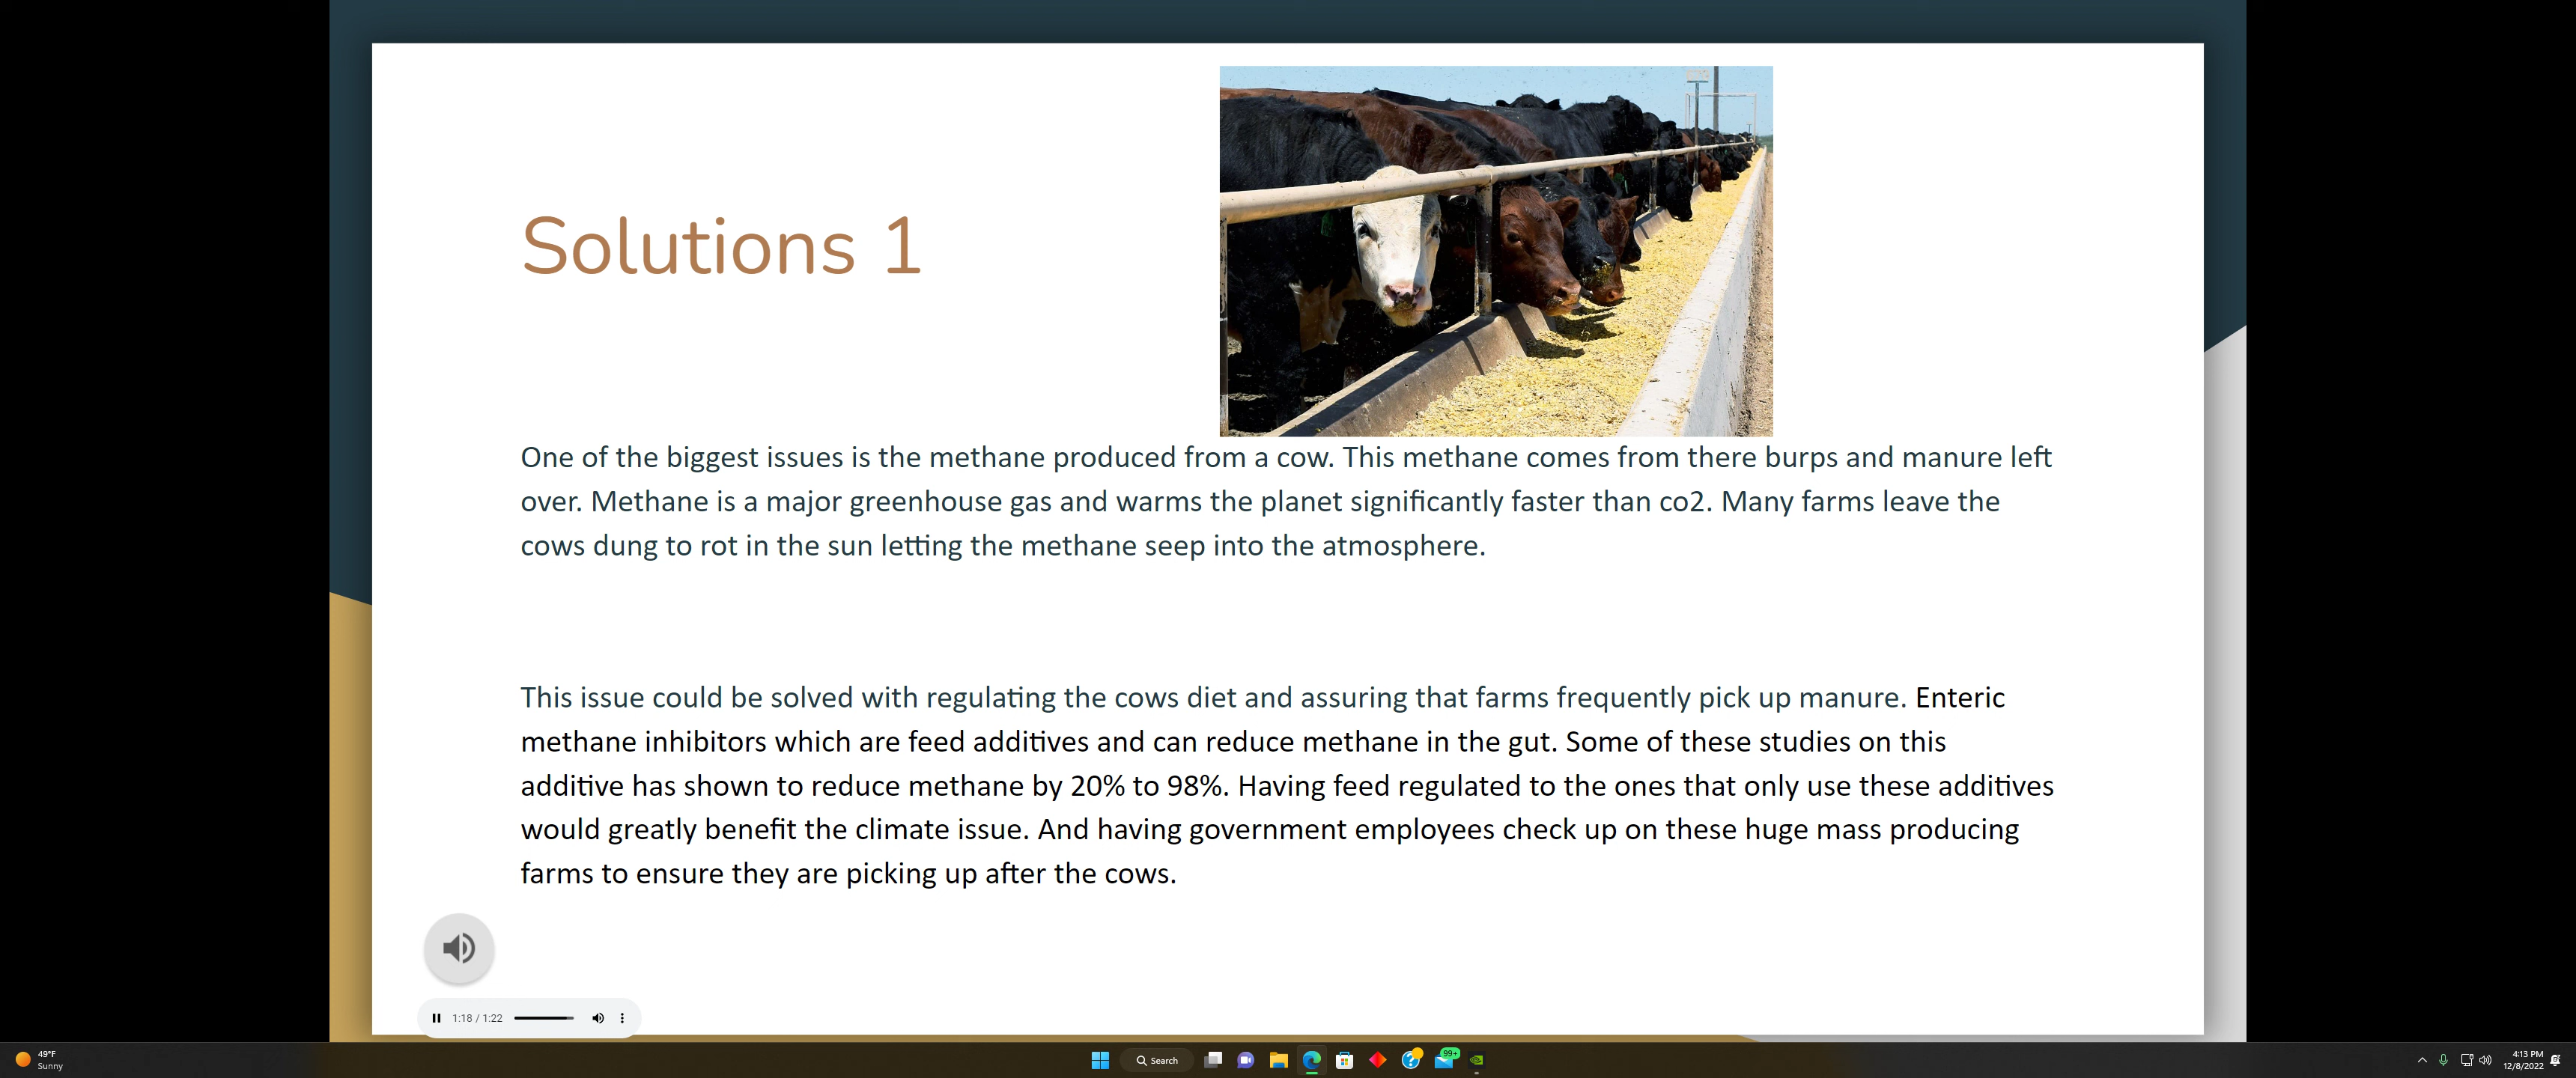 Solutions 1
One of the biggest issues is the methane produced from a cow. This methane comes from there burps and manure left
over. Methane is a major greenhouse gas and warms the planet significantly faster than co2. Many farms leave the
cows dung to rot in the sun letting the methane seep into the atmosphere.
This issue could be solved with regulating the cows diet and assuring that farms frequently pick up manure. Enteric
methane inhibitors which are feed additives and can reduce methane in the gut. Some of these studies on this
additive has shown to reduce methane by 20% to 98%. Having feed regulated to the ones that only use these additives
would greatly benefit the climate issue. And having government employees check up on these huge mass producing
farms to ensure they are picking up after the cows.
1:18 / 1:22
49°F
Sunny
Search
99+
4:13 PM
12/8/2022